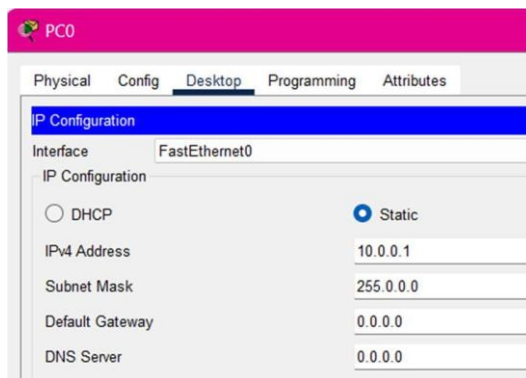 PC0
Physical Config Desktop Programming Attributes
IP Configuration
Interface FastEthernet0
IP Configuration
DHCP Static
IPv4 Address 10.0.0.1
Subnet Mask 255.0.0.0
Default Gateway 0.0.0.0
DNS Server 0.0.0.0